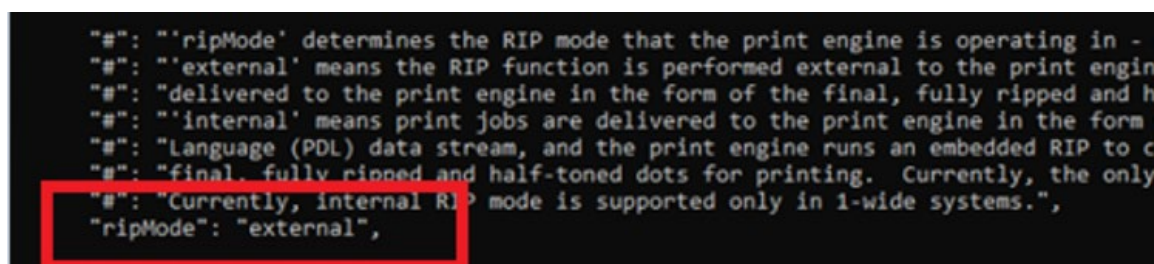 "#": "'ripMode' determines the RIP mode that the print engine is operating in -
"#": "'external' means the RIP function is performed external to the print engin
"#": "delivered to the print engine in the form of the final, fully ripped and h
"#": "'internal' means print jobs are delivered to the print engine in the form
"#": "Language (PDL) data stream, and the print engine runs an embedded RIP to c
"#": "final, fully ripped and half-toned dots for printing.  Currently, the only
"#": "Currently, internal RIP mode is supported only in 1-wide systems.",
"ripMode": "external",